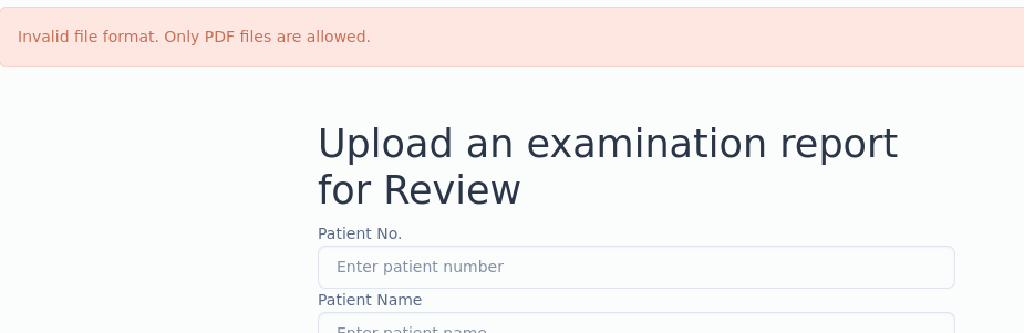 Invalid file format. Only PDF files are allowed.
Upload an examination report
for Review
Patient No.
Enter patient number
Patient Name
Enter patient name